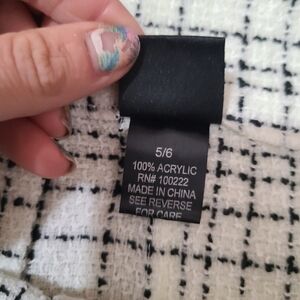 5/6
100% ACRYLIC
RN# 100222
MADE IN CHINA
SEE REVERSE
FOR CARE